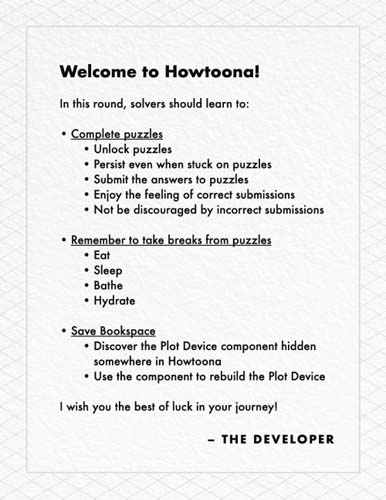 Welcome to Howtoona!
In this round, solvers should learn to:
• Complete puzzles
• Unlock puzzles
• Persist even when stuck on puzzles
• Submit the answers to puzzles
• Enjoy the feeling of correct submissions
• Not be discouraged by incorrect submissions
• Remember to take breaks from puzzles
• Eat
• Sleep
• Bathe
• Hydrate
• Save Bookspace
• Discover the Plot Device component hidden
somewhere in Howtoona
• Use the component to rebuild the Plot Device
I wish you the best of luck in your journey!
– THE DEVELOPER